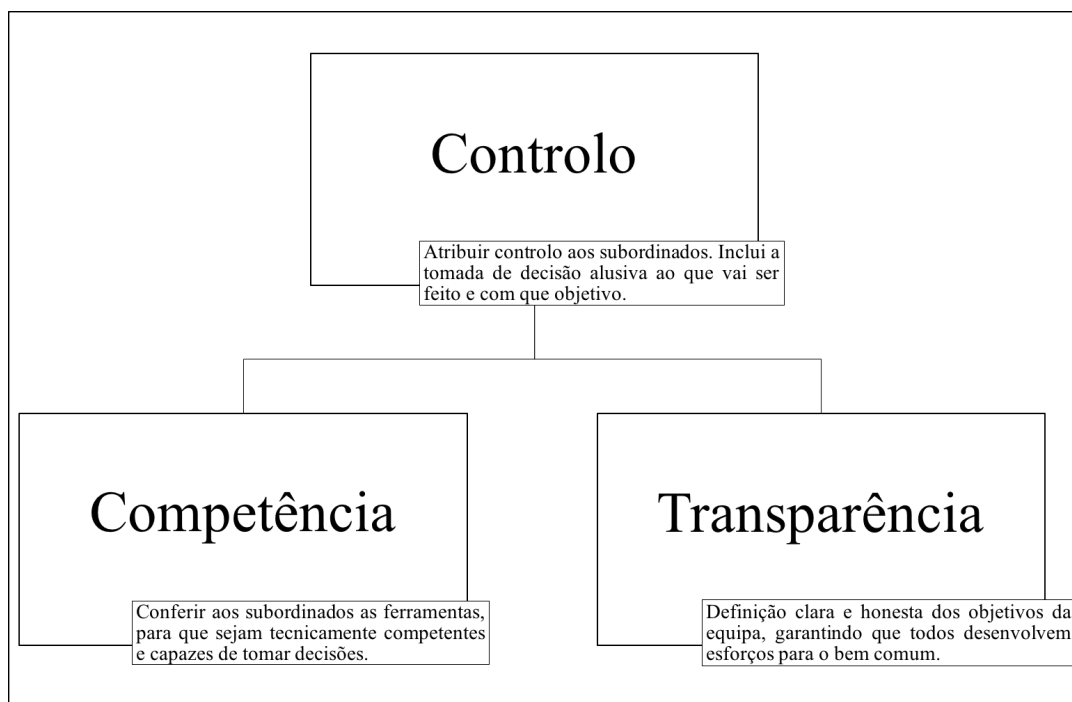 Controlo
Atribuir controlo aos subordinados. Inclui a
tomada de decisão alusiva ao que vai ser
feito e com que objetivo.
Competência
Conferir aos subordinados as ferramentas,
para que sejam tecnicamente competentes
e capazes de tomar decisões.
Transparência
Definição clara e honesta dos objetivos da
equipa, garantindo que todos desenvolvem
esforços para o bem comum.